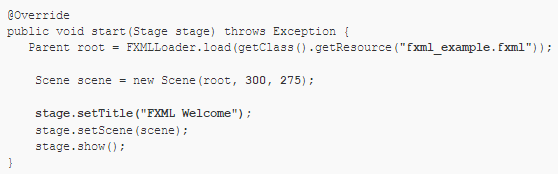 @Override
public void start(Stage stage) throws Exception {
   Parent root = FXMLLoader.load(getClass().getResource("fxml_example.fxml"));

    Scene scene = new Scene(root, 300, 275);

    stage.setTitle("FXML Welcome");
    stage.setScene(scene);
    stage.show();
}